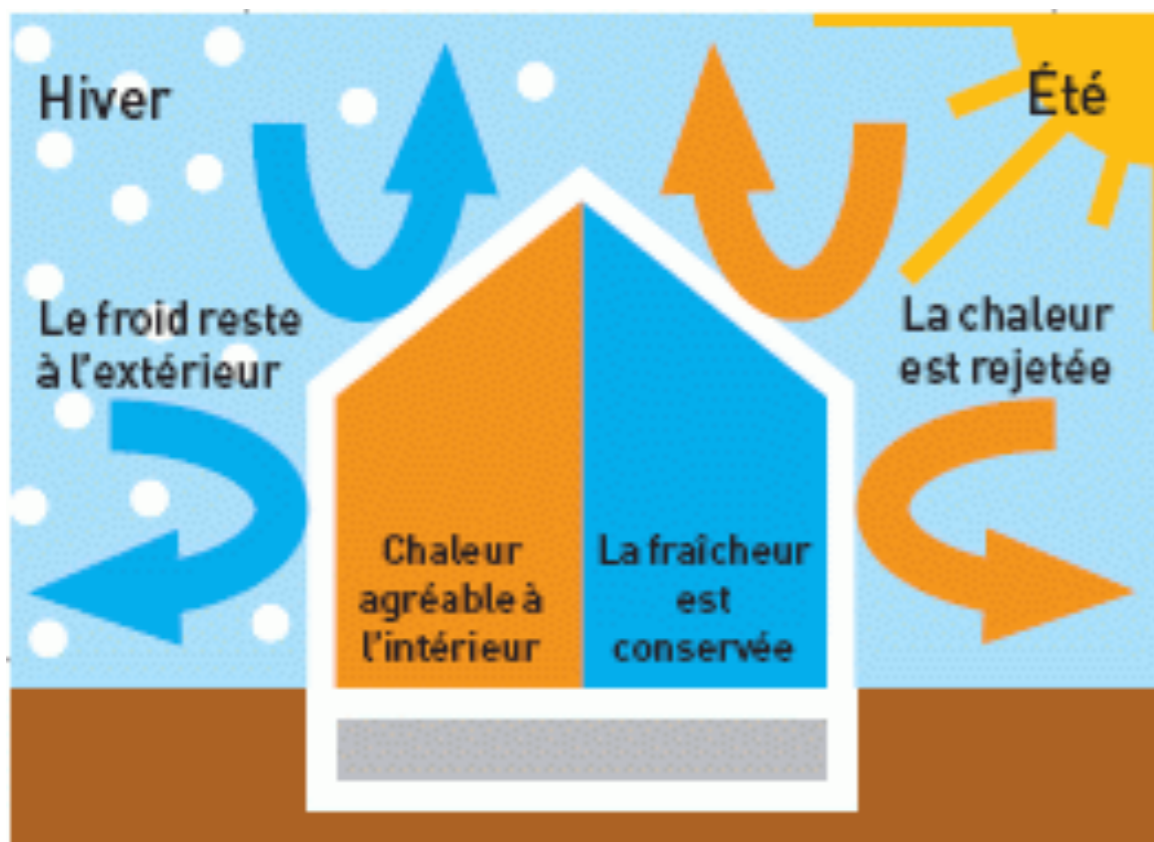 Hiver
Été
Le froid reste
à l'extérieur
La chaleur
est rejetée
Chaleur
agréable à
l'intérieur
La fraîcheur
est
conservée